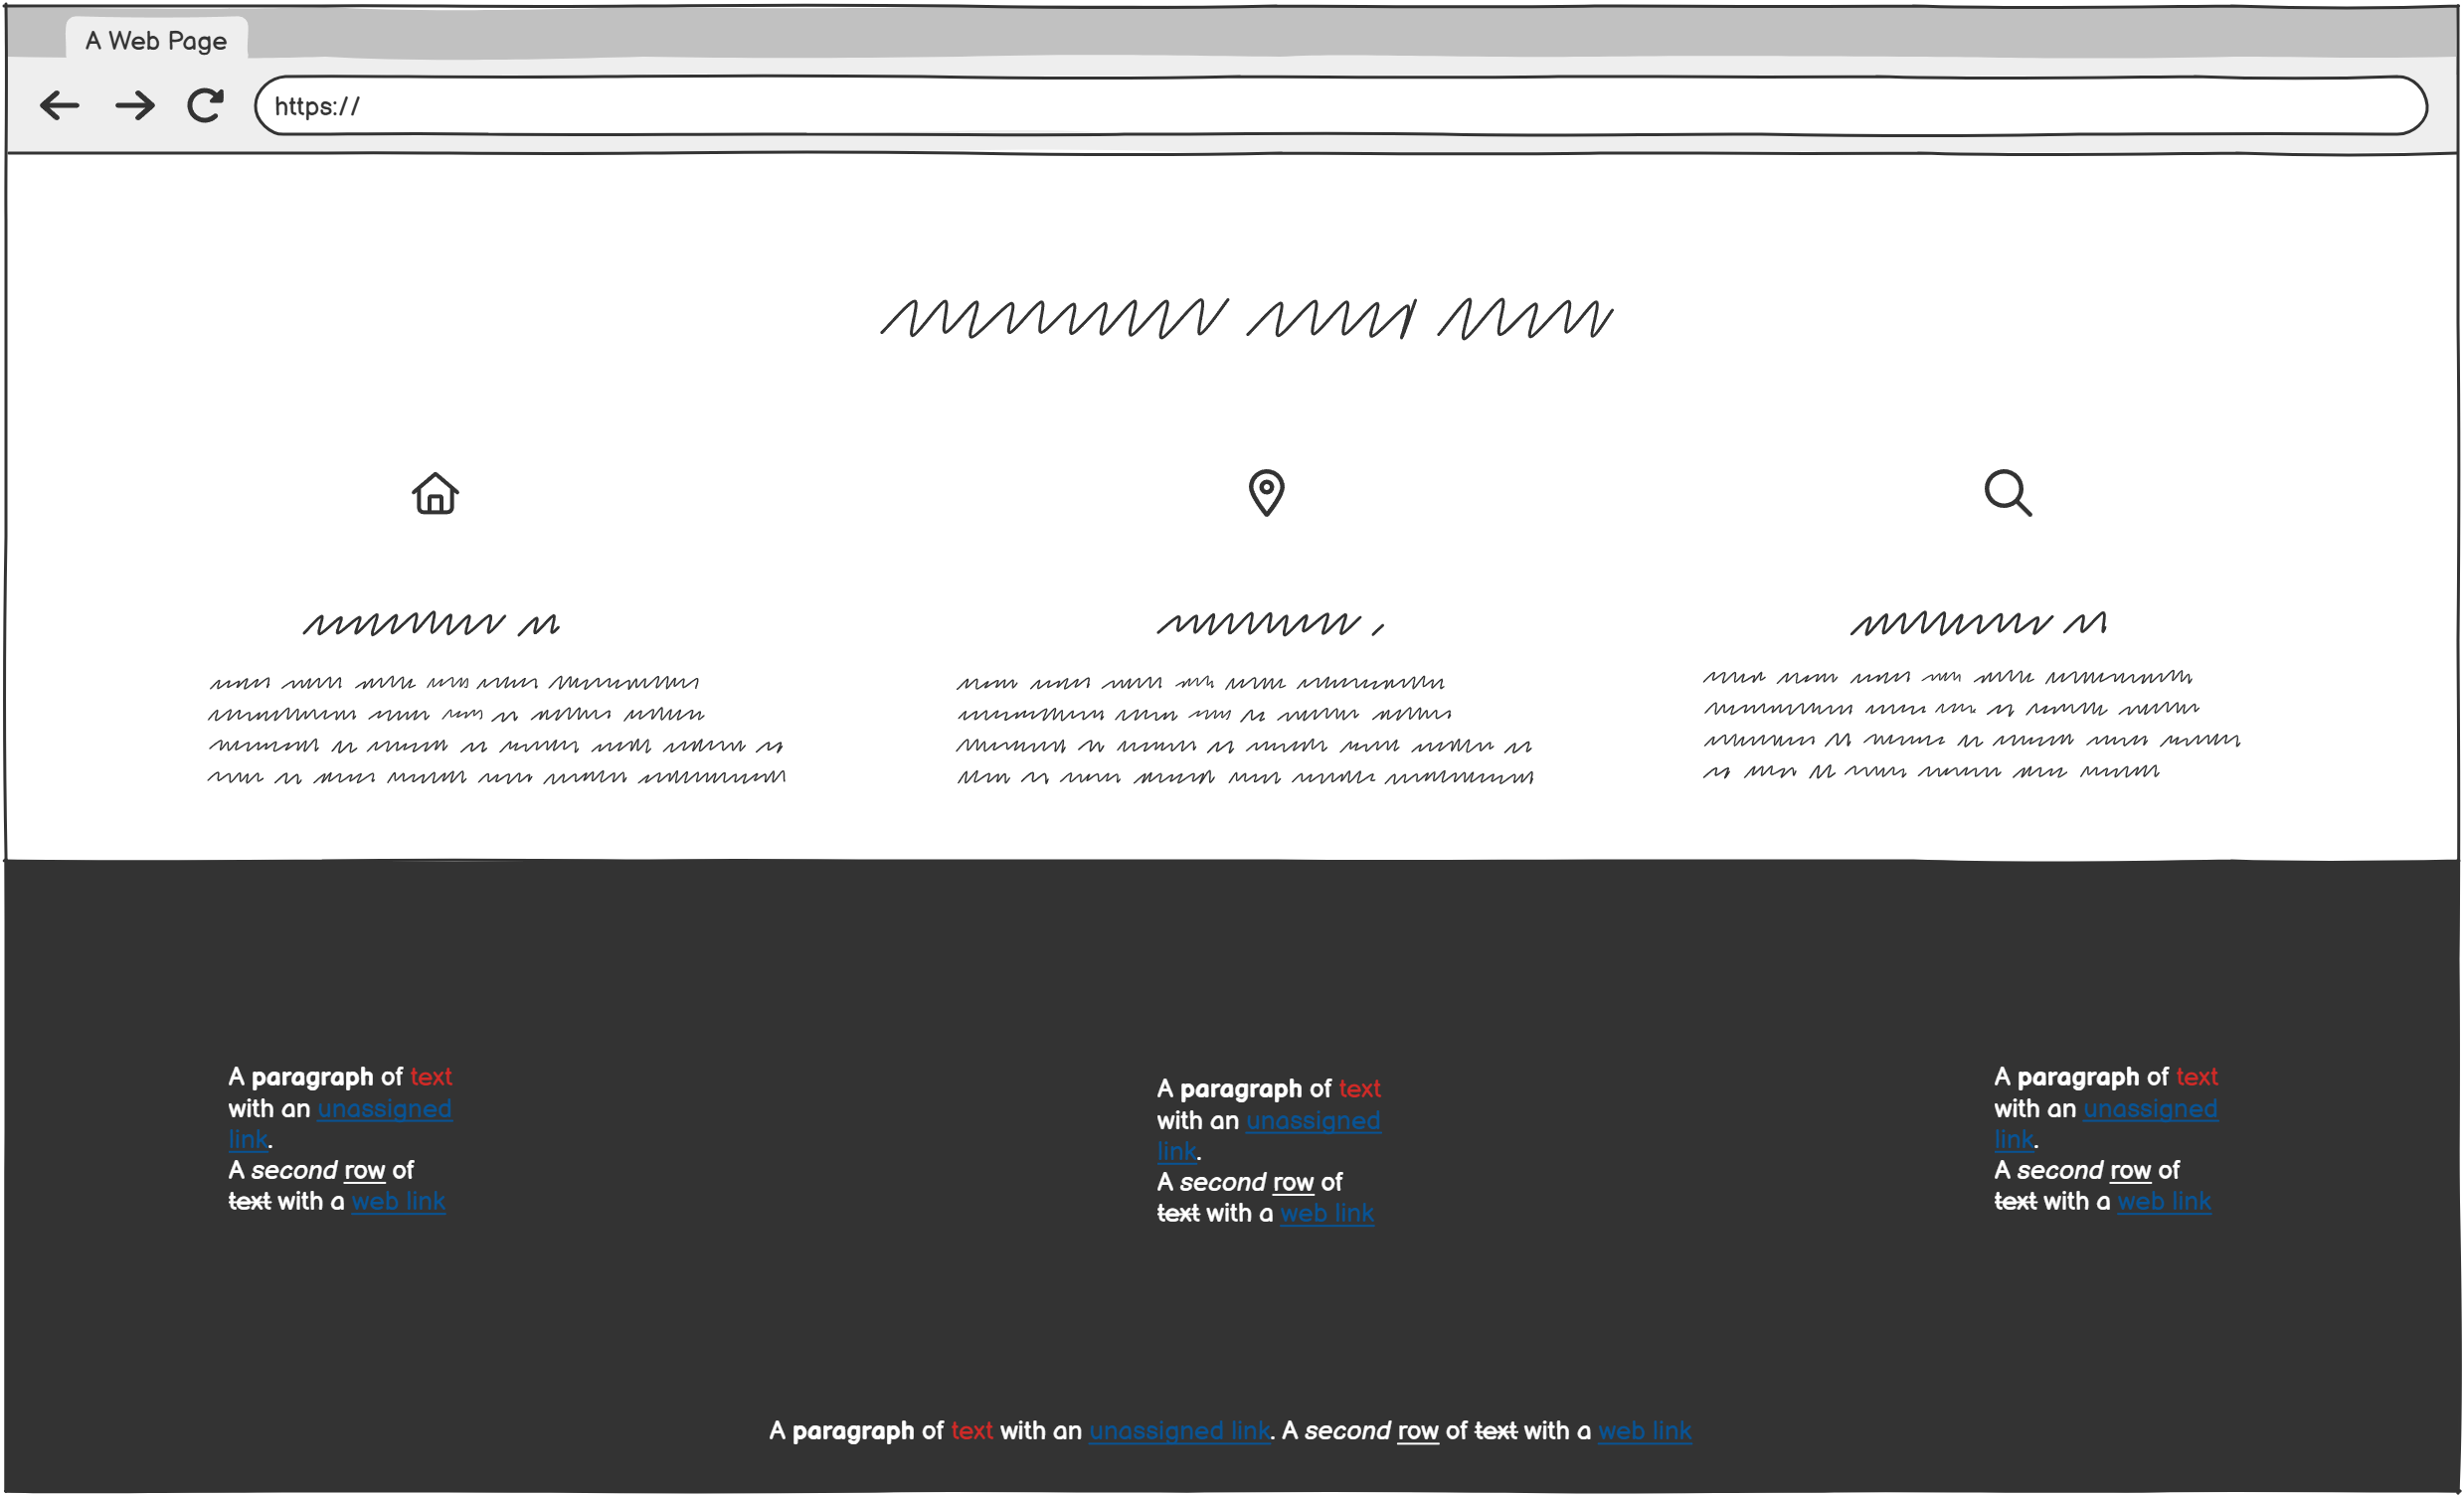 A Web Page
https://
A paragraph of text
with an unassigned
link.
A second row of
text with a web link
A paragraph of text
with an unassigned
link.
A second row of
text with a web link
A paragraph of text
with an unassigned
link.
A second row of
text with a web link
A paragraph of text with an unassigned link. A second row of text with a web link